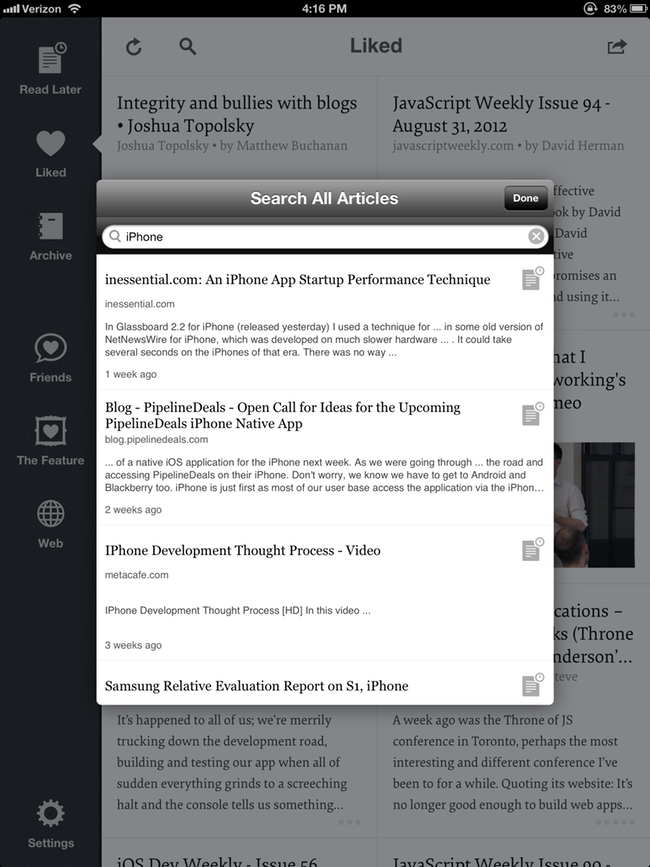 Verizon
4:16 PM
83%
Read Later
Liked
Archive
Friends
The Feature
Web
Settings
Liked
Integrity and bullies with blogs
• Joshua Topolsky
Joshua Topolsky • by Matthew Buchanan
JavaScript Weekly Issue 94 -
August 31, 2012
javascriptweekly.com • by David Herman
ffective
ok by David
David
tive
romises an
d using it...
Search All Articles
Done
iPhone
inessential.com: An iPhone App Startup Performance Technique
inessential.com
In Glassboard 2.2 for iPhone (released yesterday) I used a technique for ... in some old version of
NetNewsWire for iPhone, which was developed on much slower hardware ... . It could take
several seconds on the iPhones of that era. There was no way ...
1 week ago
Blog - PipelineDeals - Open Call for Ideas for the Upcoming
PipelineDeals iPhone Native App
blog.pipelinedeals.com
... of a native iOS application for the iPhone next week. As we were going through ... the road and
accessing PipelineDeals on their iPhone. Don't worry, we know we have to get to Android and
Blackberry too. iPhone is just first as most of our user base access the application via the iPhon...
2 weeks ago
IPhone Development Thought Process - Video
metacafe.com
IPhone Development Thought Process [HD] In this video ...
3 weeks ago
Samsung Relative Evaluation Report on S1, iPhone
hat I
working's
meo
cations –
ks (Throne
nderson'...
teve
It's happened to all of us; we're merrily
trucking down the development road,
building and testing our app when all of
sudden everything grinds to a screeching
halt and the console tells us something...
A week ago was the Throne of JS
conference in Toronto, perhaps the most
interesting and different conference I've
been to for a while. Quoting its website: It's
no longer good enough to build web apps...
iOS Dev Weekly - Issue 56
JavaScript Weekly Issue 90 -